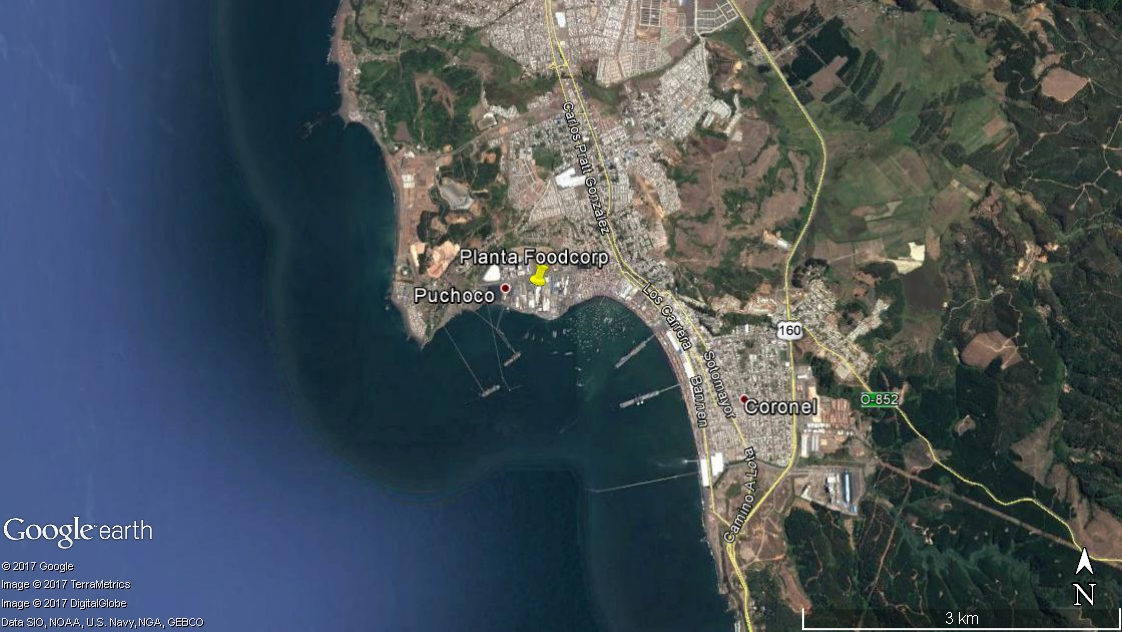 Carlos Pratt González
Planta Foodcorp
Puchoco
Los Carrera
160
Sotomayor
Bannen
Coronel
O-852
Camino A Lota
Google earth
© 2017 Google
Image © 2017 TerraMetrics
Image © 2017 DigitalGlobe
Data SIO, NOAA, U.S. Navy, NGA, GEBCO
N
3 km